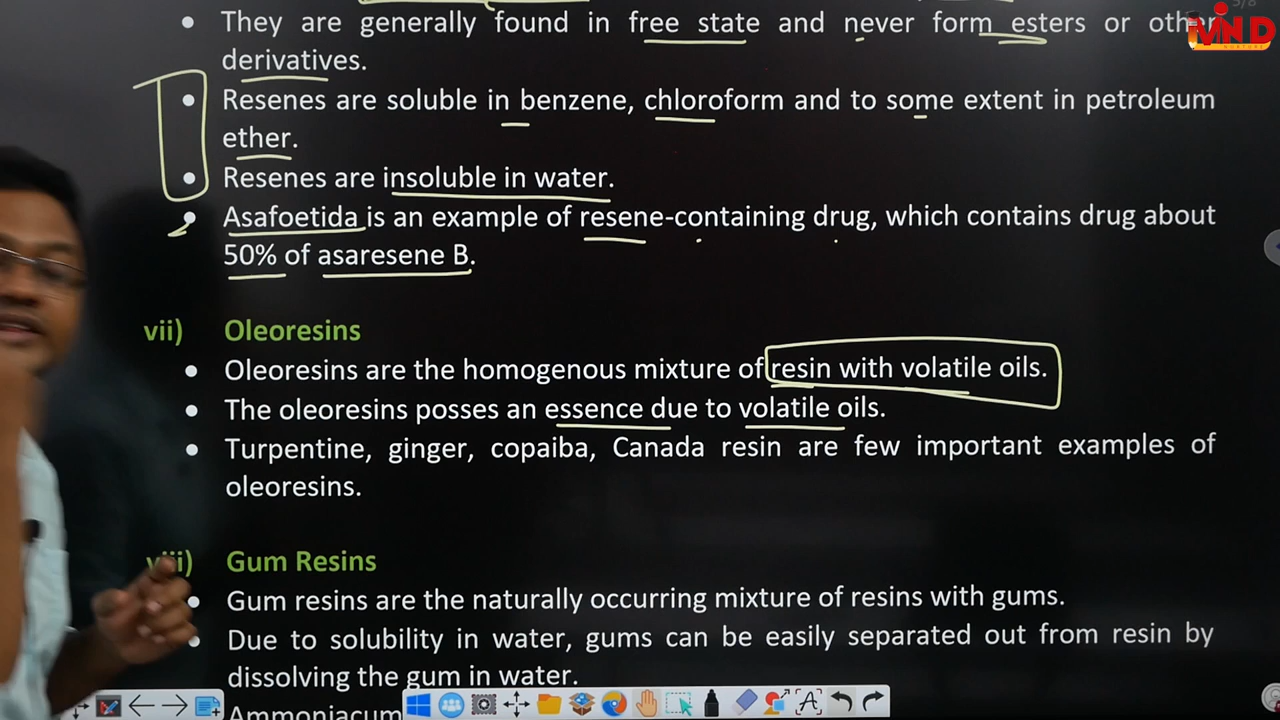 5/8
MIND
• They are generally found in free state and never form esters or other
derivatives.
• Resenes are soluble in benzene, chloroform and to some extent in petroleum
ether.
• Resenes are insoluble in water.
• Asafoetida is an example of resene-containing drug, which contains drug about
50% of asaresene B.
vii) Oleoresins
• Oleoresins are the homogenous mixture of resin with volatile oils.
• The oleoresins posses an essence due to volatile oils.
• Turpentine, ginger, copaiba, Canada resin are few important examples of
oleoresins.
viii) Gum Resins
• Gum resins are the naturally occurring mixture of resins with gums.
• Due to solubility in water, gums can be easily separated out from resin by
dissolving the gum in water.
Ammoniacum